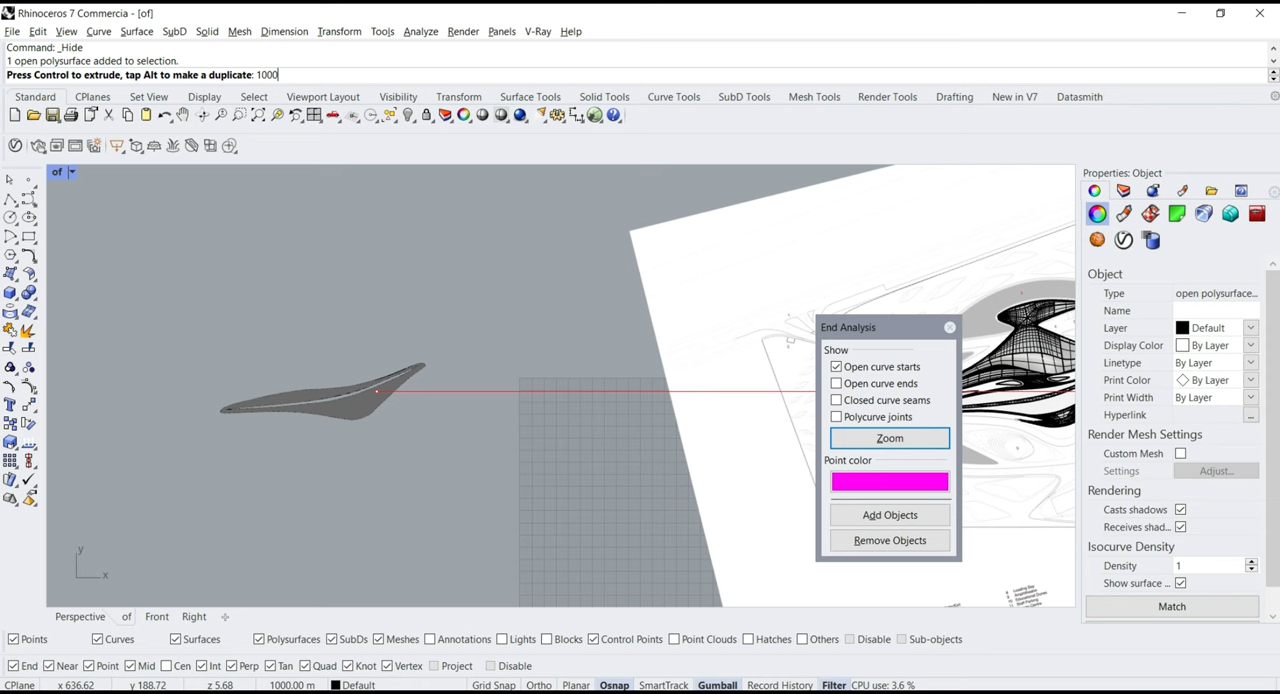 Rhinoceros 7 Commercia - [of]
File Edit View Curve Surface SubD Solid Mesh Dimension Transform Tools Analyze Render Panels V-Ray Help
Command: _Hide
1 open polysurface added to selection.
Press Control to extrude, tap Alt to make a duplicate: 1000
Standard CPlanes Set View Display Select Viewport Layout Visibility Transform Surface Tools Solid Tools Curve Tools SubD Tools Mesh Tools Render Tools Drafting New in V7 Datasmith
of
Properties: Object
Object
Type open polysurface...
Name
Layer Default
Display Color By Layer
Linetype By Layer
Print Color By Layer
Print Width By Layer
Hyperlink ...
Render Mesh Settings
Custom Mesh
Settings Adjust...
Rendering
Casts shadows
Receives shad...
Isocurve Density
Density 1
Show surface ...
Match
End Analysis
Show
Open curve starts
Open curve ends
Closed curve seams
Polycurve joints
Zoom
Point color
Add Objects
Remove Objects
y
x
Loading Bay
Educational Dunes
Staff Parking
Perspective of Front Right
Points Curves Surfaces Polysurfaces SubDs Meshes Annotations Lights Blocks Control Points Point Clouds Hatches Others Disable Sub-objects
End Near Point Mid Cen Int Perp Tan Quad Knot Vertex Project Disable
CPlane x 636.62 y 188.72 z 5.68 1000.00 m Default Grid Snap Ortho Planar Osnap SmartTrack Gumball Record History Filter CPU use: 3.6 %